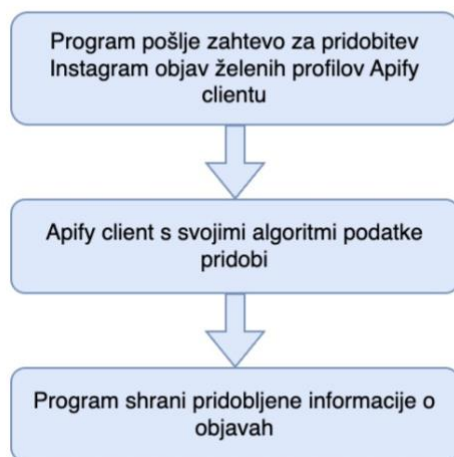 Program pošlje zahtevo za pridobitev
Instagram objav želenih profilov Apify
clientu
Apify client s svojimi algoritmi podatke
pridobi
Program shrani pridobljene informacije o
objavah